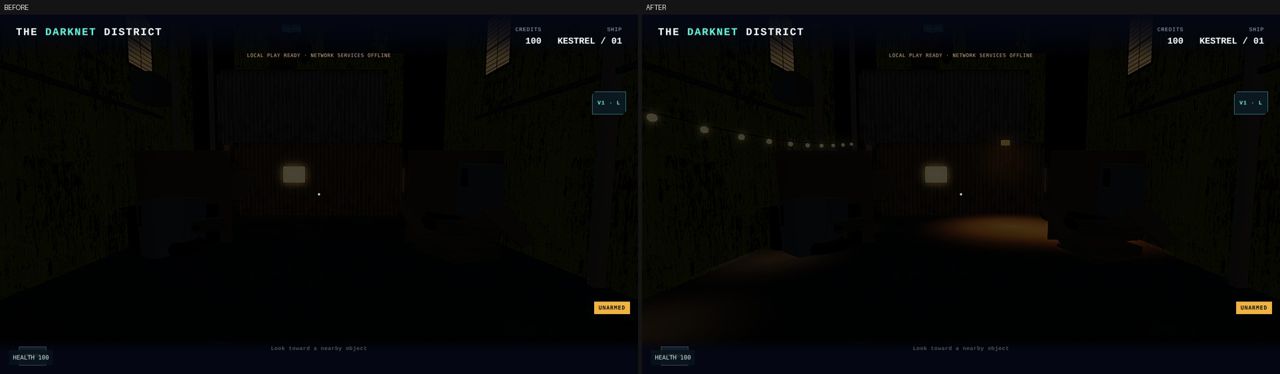 BEFORE
THE DARKNET DISTRICT
CREDITS
100
SHIP
KESTREL / 01
LOCAL PLAY READY · NETWORK SERVICES OFFLINE
V1 · L
UNARMED
Look toward a nearby object
HEALTH 100
AFTER
THE DARKNET DISTRICT
CREDITS
100
SHIP
KESTREL / 01
LOCAL PLAY READY · NETWORK SERVICES OFFLINE
V1 · L
UNARMED
Look toward a nearby object
HEALTH 100